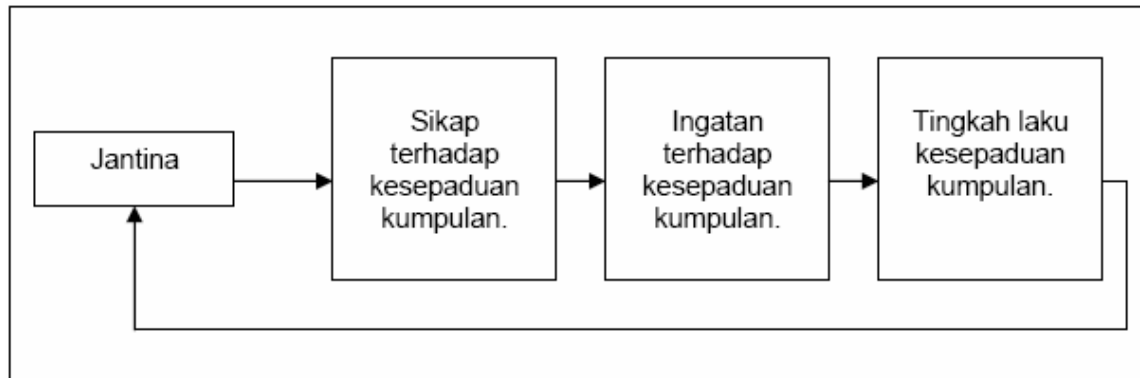 Jantina
Sikap
terhadap
kesepaduan
kumpulan.
Ingatan
terhadap
kesepaduan
kumpulan.
Tingkah laku
kesepaduan
kumpulan.